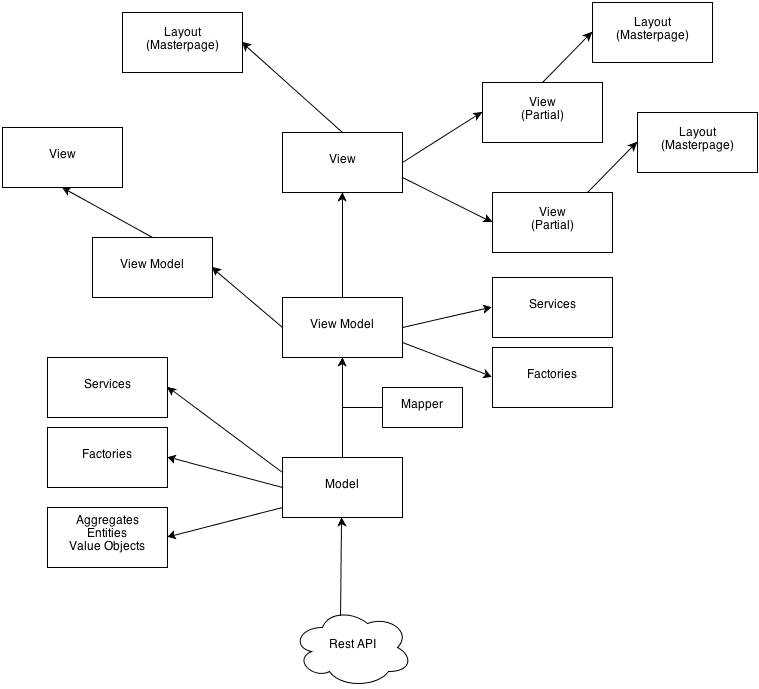 Layout
(Masterpage)
Layout
(Masterpage)
View
(Partial)
Layout
(Masterpage)
View
View
View
(Partial)
View Model
Services
View Model
Factories
Services
Mapper
Factories
Model
Aggregates
Entities
Value Objects
Rest API